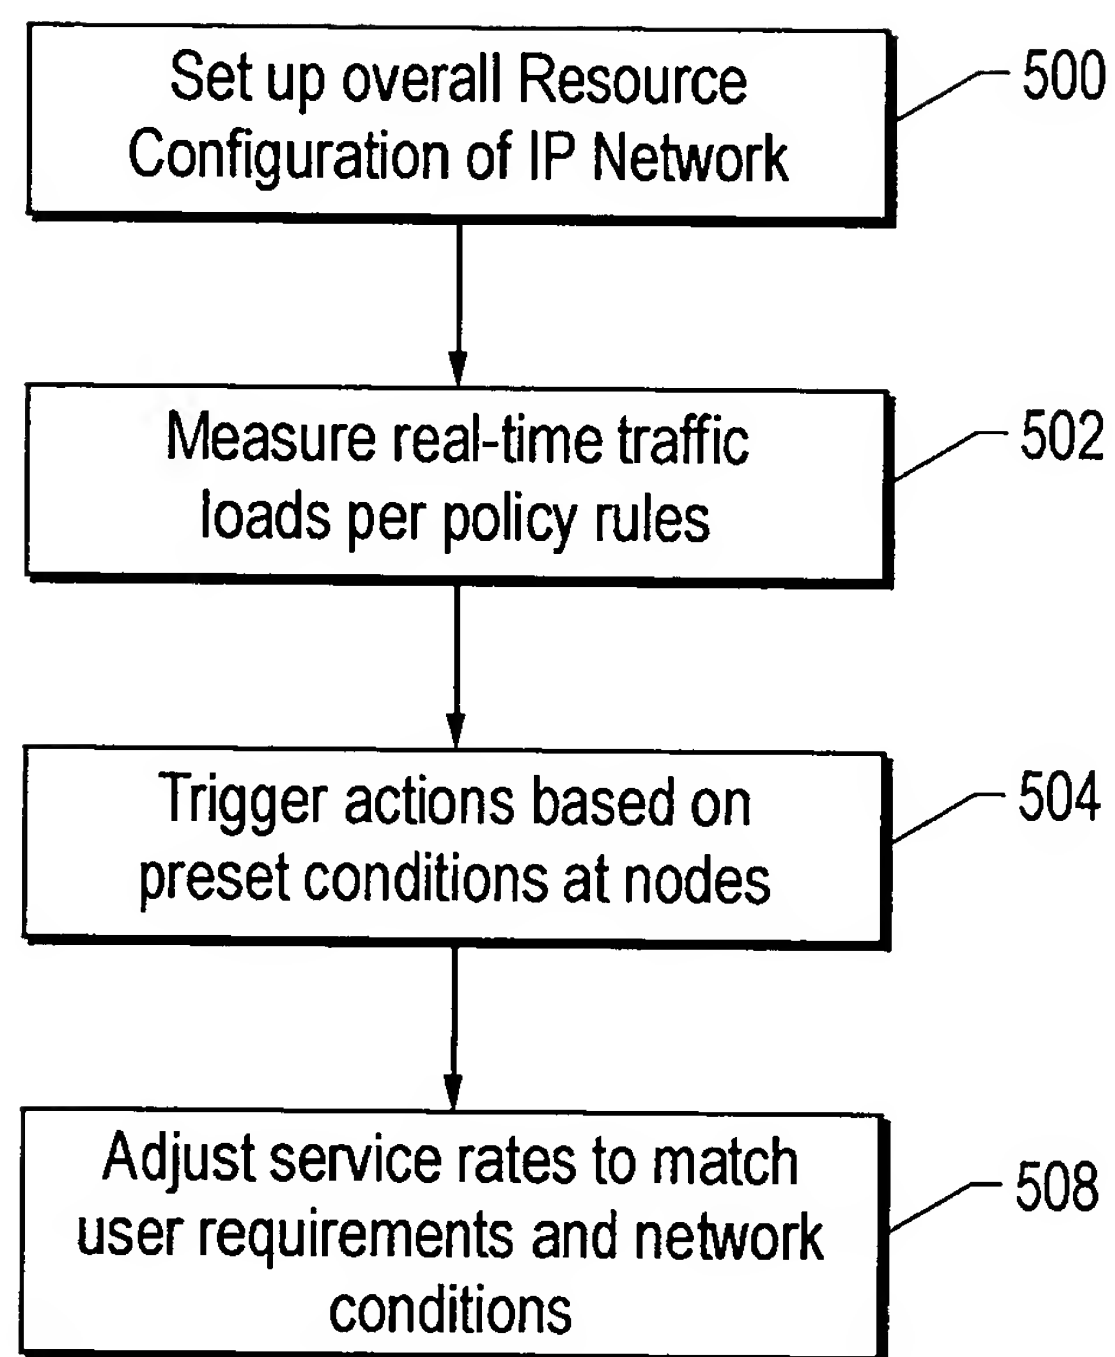 Set up overall Resource
Configuration of IP Network
500
Measure real-time traffic
loads per policy rules
502
Trigger actions based on
preset conditions at nodes
504
Adjust service rates to match
user requirements and network
conditions
508